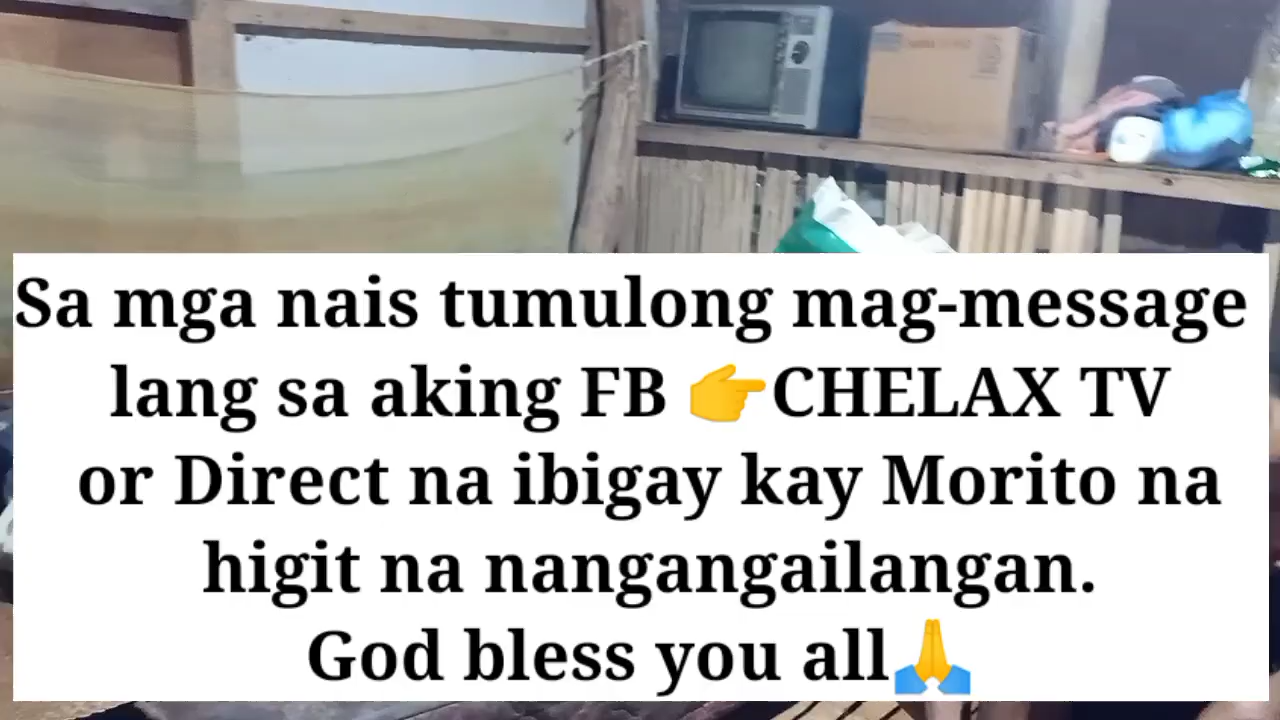 Sa mga nais tumulong mag-message
lang sa aking FB 👉CHELAX TV
or Direct na ibigay kay Morito na
higit na nangangailangan.
God bless you all🙏